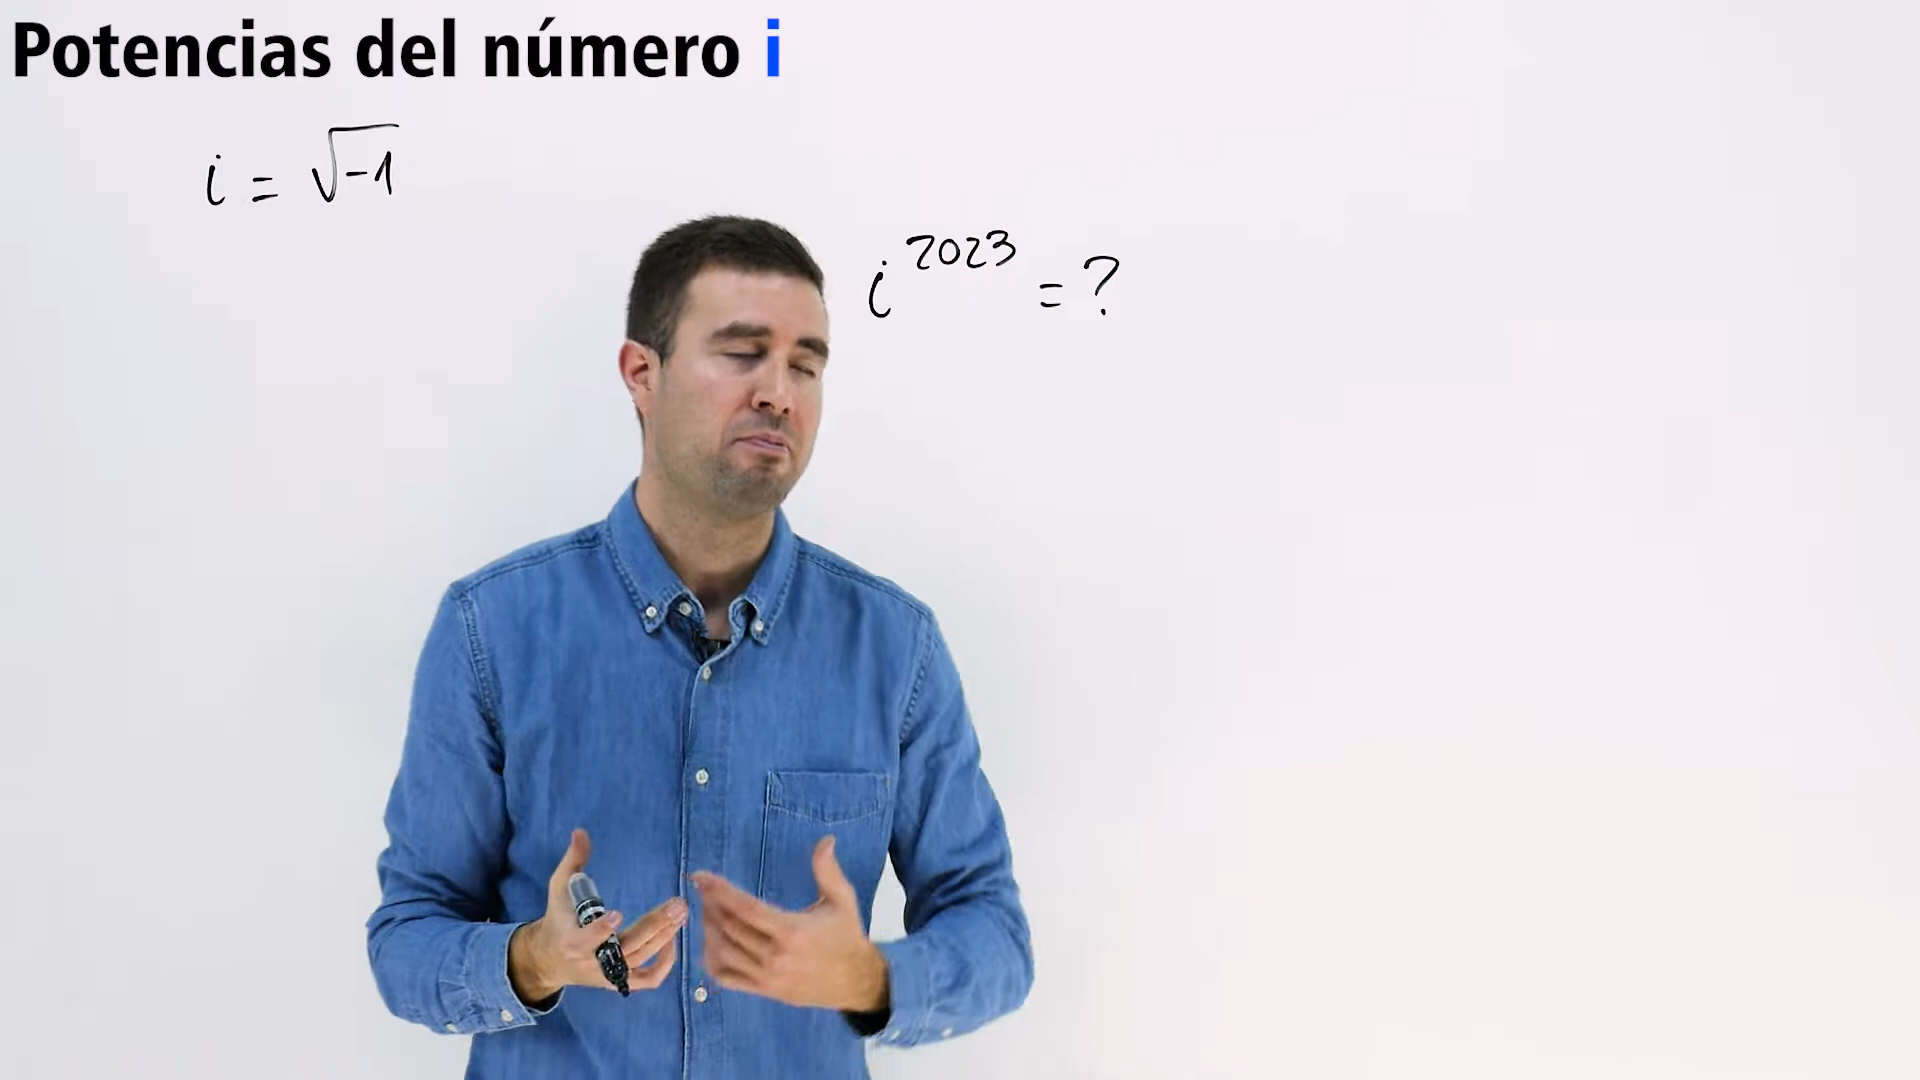 Potencias del número i
i = √-1
i^2023 = ?